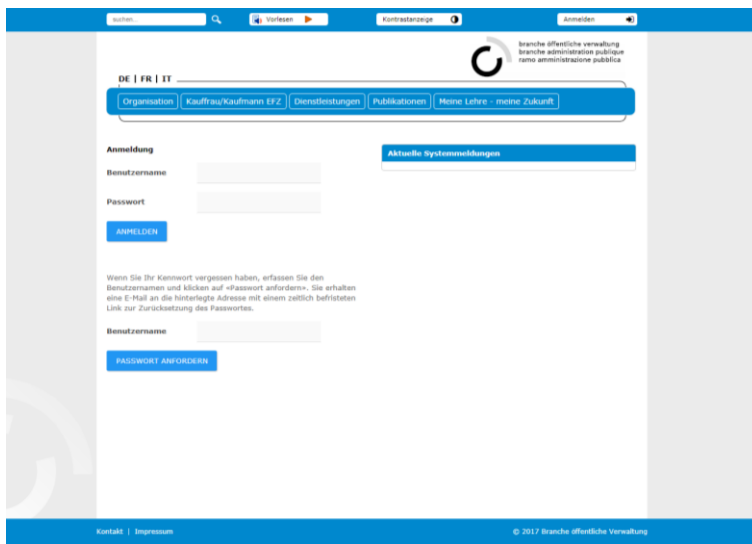 suchen...
Vorlesen
Kontrastanzeige
Anmelden
branche öffentliche verwaltung
branche administration publique
ramo amministrazione pubblica
DE | FR | IT
Organisation
Kauffrau/Kaufmann EFZ
Dienstleistungen
Publikationen
Meine Lehre - meine Zukunft
Anmeldung
Benutzername
Passwort
ANMELDEN
Aktuelle Systemmeldungen
Wenn Sie Ihr Kennwort vergessen haben, erfassen Sie den
Benutzernamen und klicken auf «Passwort anfordern». Sie erhalten
eine E-Mail an die hinterlegte Adresse mit einem zeitlich befristeten
Link zur Zurücksetzung des Passwortes.
Benutzername
PASSWORT ANFORDERN
Kontakt | Impressum
© 2017 Branche öffentliche Verwaltung